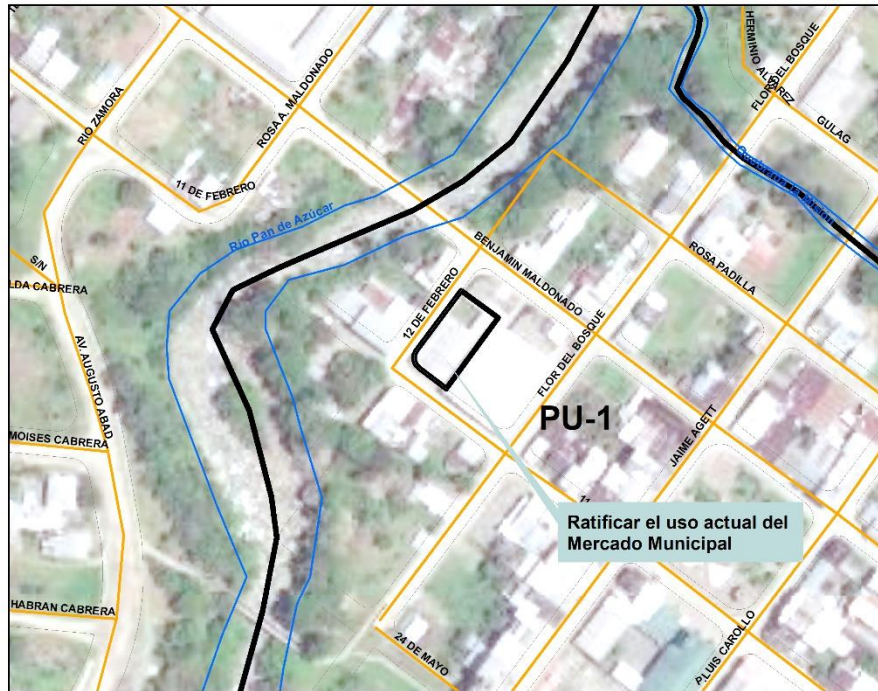 HERMINIO ALVAREZ
FLOR DEL BOSQUE
GULAG
ROSA A. MALDONADO
RIO ZAMORA
11 DE FEBRERO
Río Pan de Azúcar
BENJAMIN MALDONADO
ROSA PADILLA
S/N
LDA CABRERA
12 DE FEBRERO
AV. AUGUSTO ABAD
FLOR DEL BOSQUE
PU-1
JAIME AGETT
MOISES CABRERA
11
Ratificar el uso actual del
Mercado Municipal
HABRAN CABRERA
24 DE MAYO
PLUIS CAROLLO